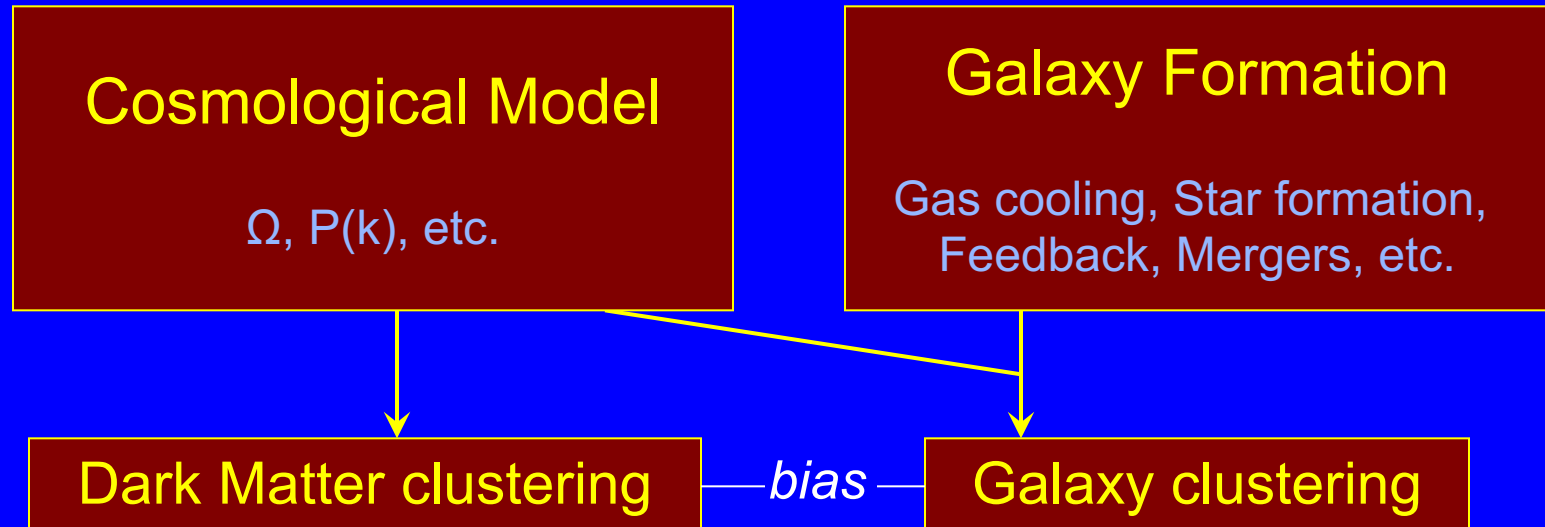 Cosmological Model
Ω, P(k), etc.
Galaxy Formation
Gas cooling, Star formation,
Feedback, Mergers, etc.
Dark Matter clustering
bias
Galaxy clustering